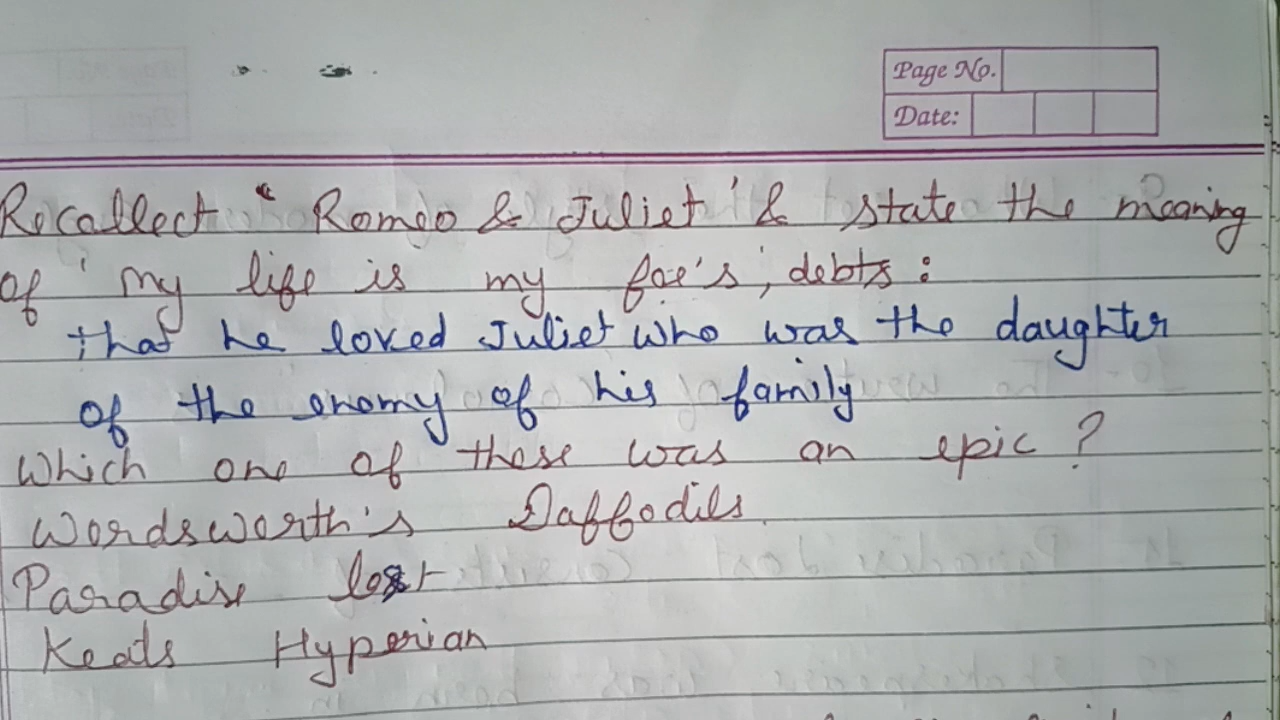 Page No.
Date:
Recollect "Romeo & Juliet' & state the meaning
of 'my life is my foe's', debts:
that he loved Juliet who was the daughter
of the enemy of his family
Which one of these was an epic?
Wordsworth's Daffodils.
Paradise lost
Keats Hyperian